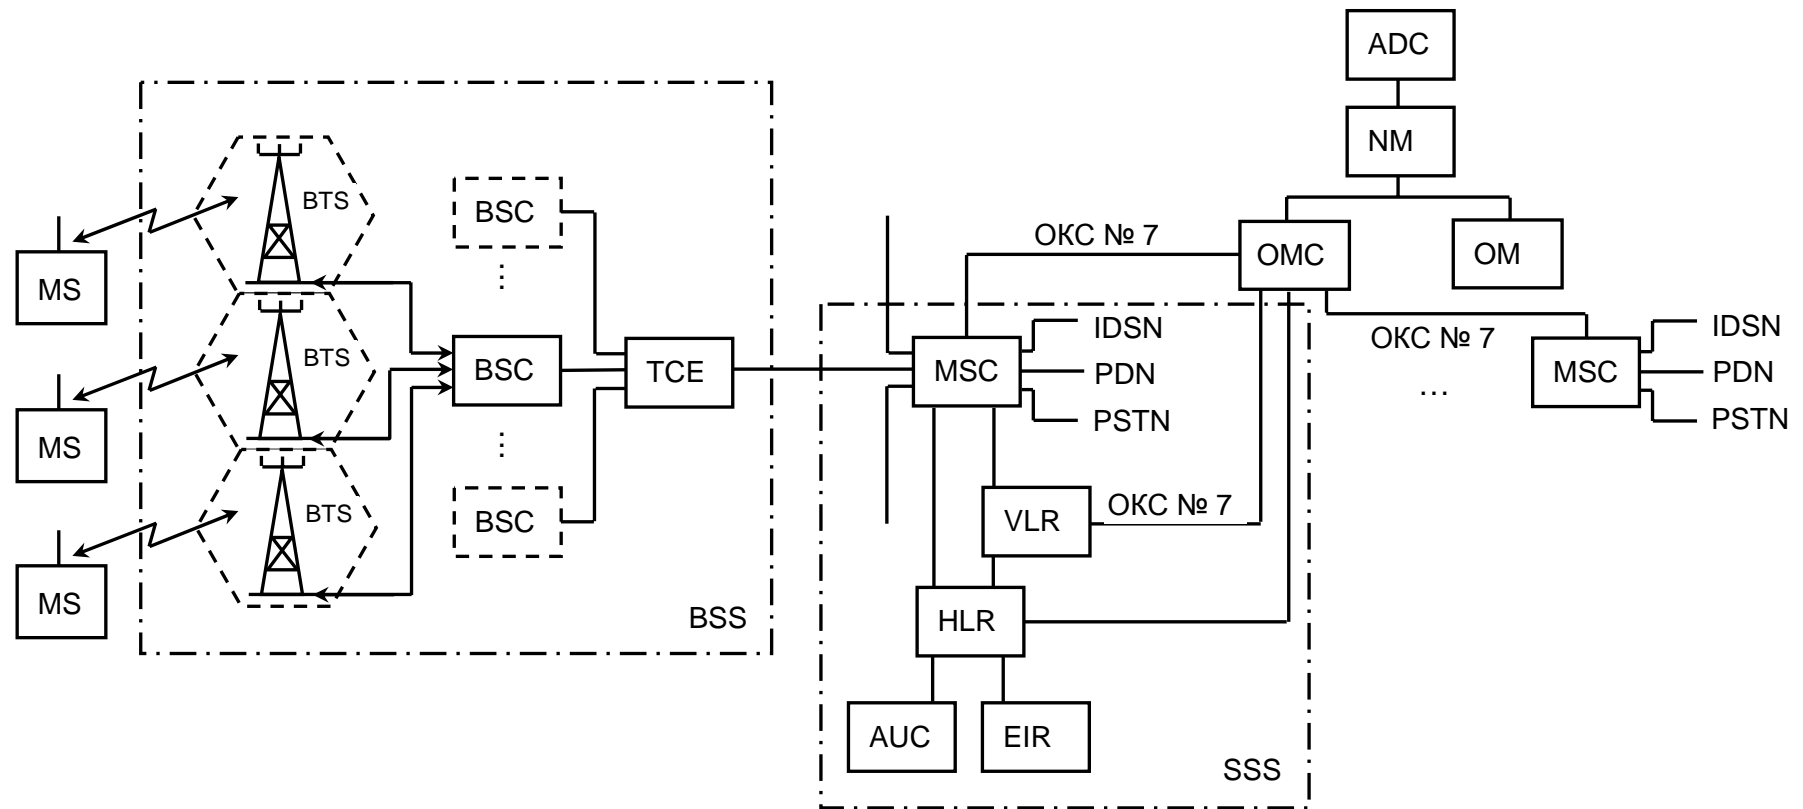 ADC
NM
BTS
BSC
ОКС № 7
OMC
OM
MS
⋮
IDSN
IDSN
ОКС № 7
BTS
BSC
TCE
MSC
PDN
MSC
PDN
…
PSTN
PSTN
MS
⋮
BTS
BSC
VLR
ОКС № 7
MS
BSS
HLR
AUC
EIR
SSS